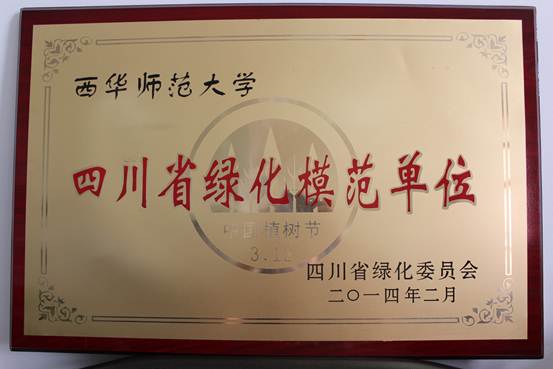 西华师范大学
四川省绿化模范单位
中国植树节
3.12
四川省绿化委员会
二〇一四年二月